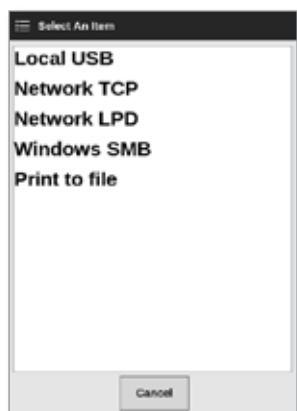 Select An Item
Local USB
Network TCP
Network LPD
Windows SMB
Print to file
Cancel